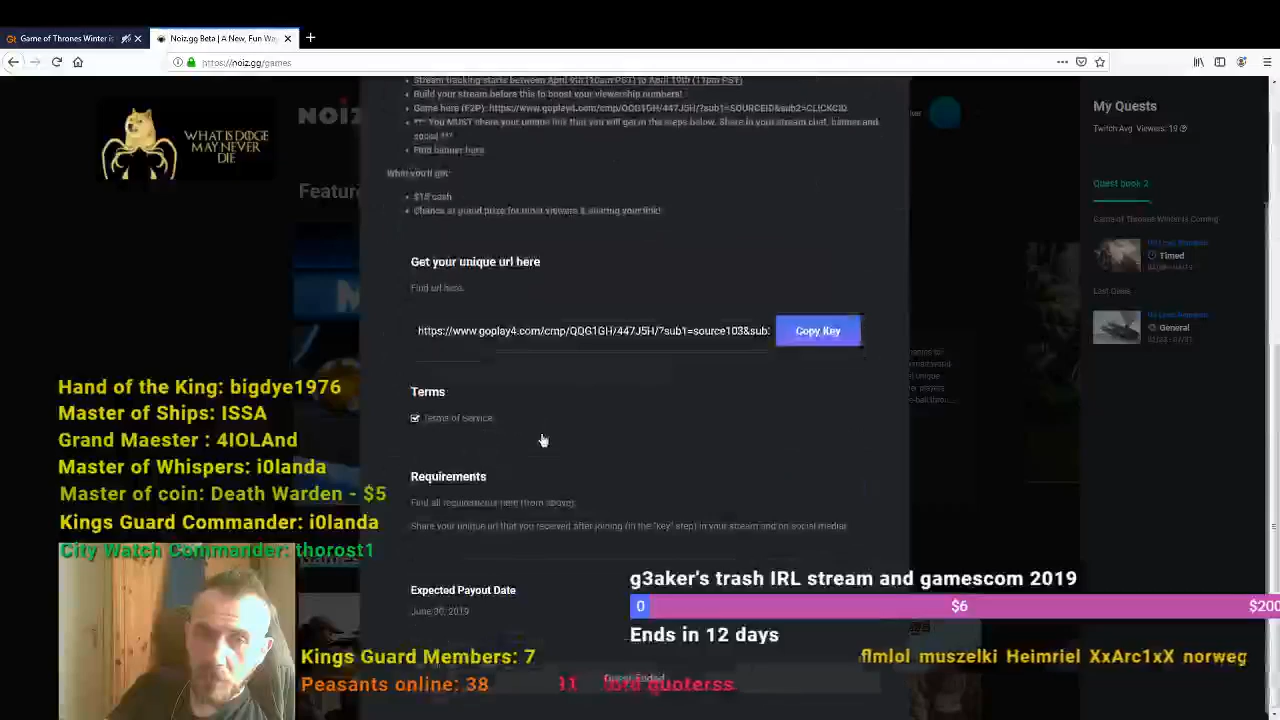 Game of Thrones Winter is
Noiz.gg Beta | A New, Fun Wa
https://noiz.gg/games
WHAT IS DOGE
MAY NEVER
DIE
NOIZ
Featur
Stream tracking starts between April 9th (10am PST) to April 19th (11pm PST)
Build your stream before this to boost your viewership numbers!
Game here (F2P): https://www.goplay4.com/cmp/QQG1GH/447J5H/?sub1=SOURCEID&sub2=CLICKCID
*** You MUST share your unique link that you will get in the steps below. Share in your stream chat, banner and
social ***
Find banner here.
What you'll get:
$15 cash
Chance at grand prize for most viewers & sharing your link!
Get your unique url here
Find url here.
https://www.goplay4.com/cmp/QQG1GH/447J5H/?sub1=source103&sub
Copy Key
Terms
Terms of Service
Requirements
Find all requirements here (from above).
Share your unique url that you received after joining (in the "key" step) in your stream and on social media.
Expected Payout Date
June 30, 2019
Quest Ended
My Quests
Twitch Avg. Viewers: 19
Quest book 2
Game of Thrones Winter is Coming
Timed
Last Oasis
General
Hand of the King: bigdye1976
Master of Ships: ISSA
Grand Maester : 4IOLAnd
Master of Whispers: i0landa
Master of coin: Death Warden - $5
Kings Guard Commander: i0landa
City Watch Commander: thorost1
g3aker's trash IRL stream and gamescom 2019
0 $6 $200
Ends in 12 days
Kings Guard Members: 7
flmlol muszelki Heimriel XxArc1xX norweg
Peasants online: 38
lord quoterss